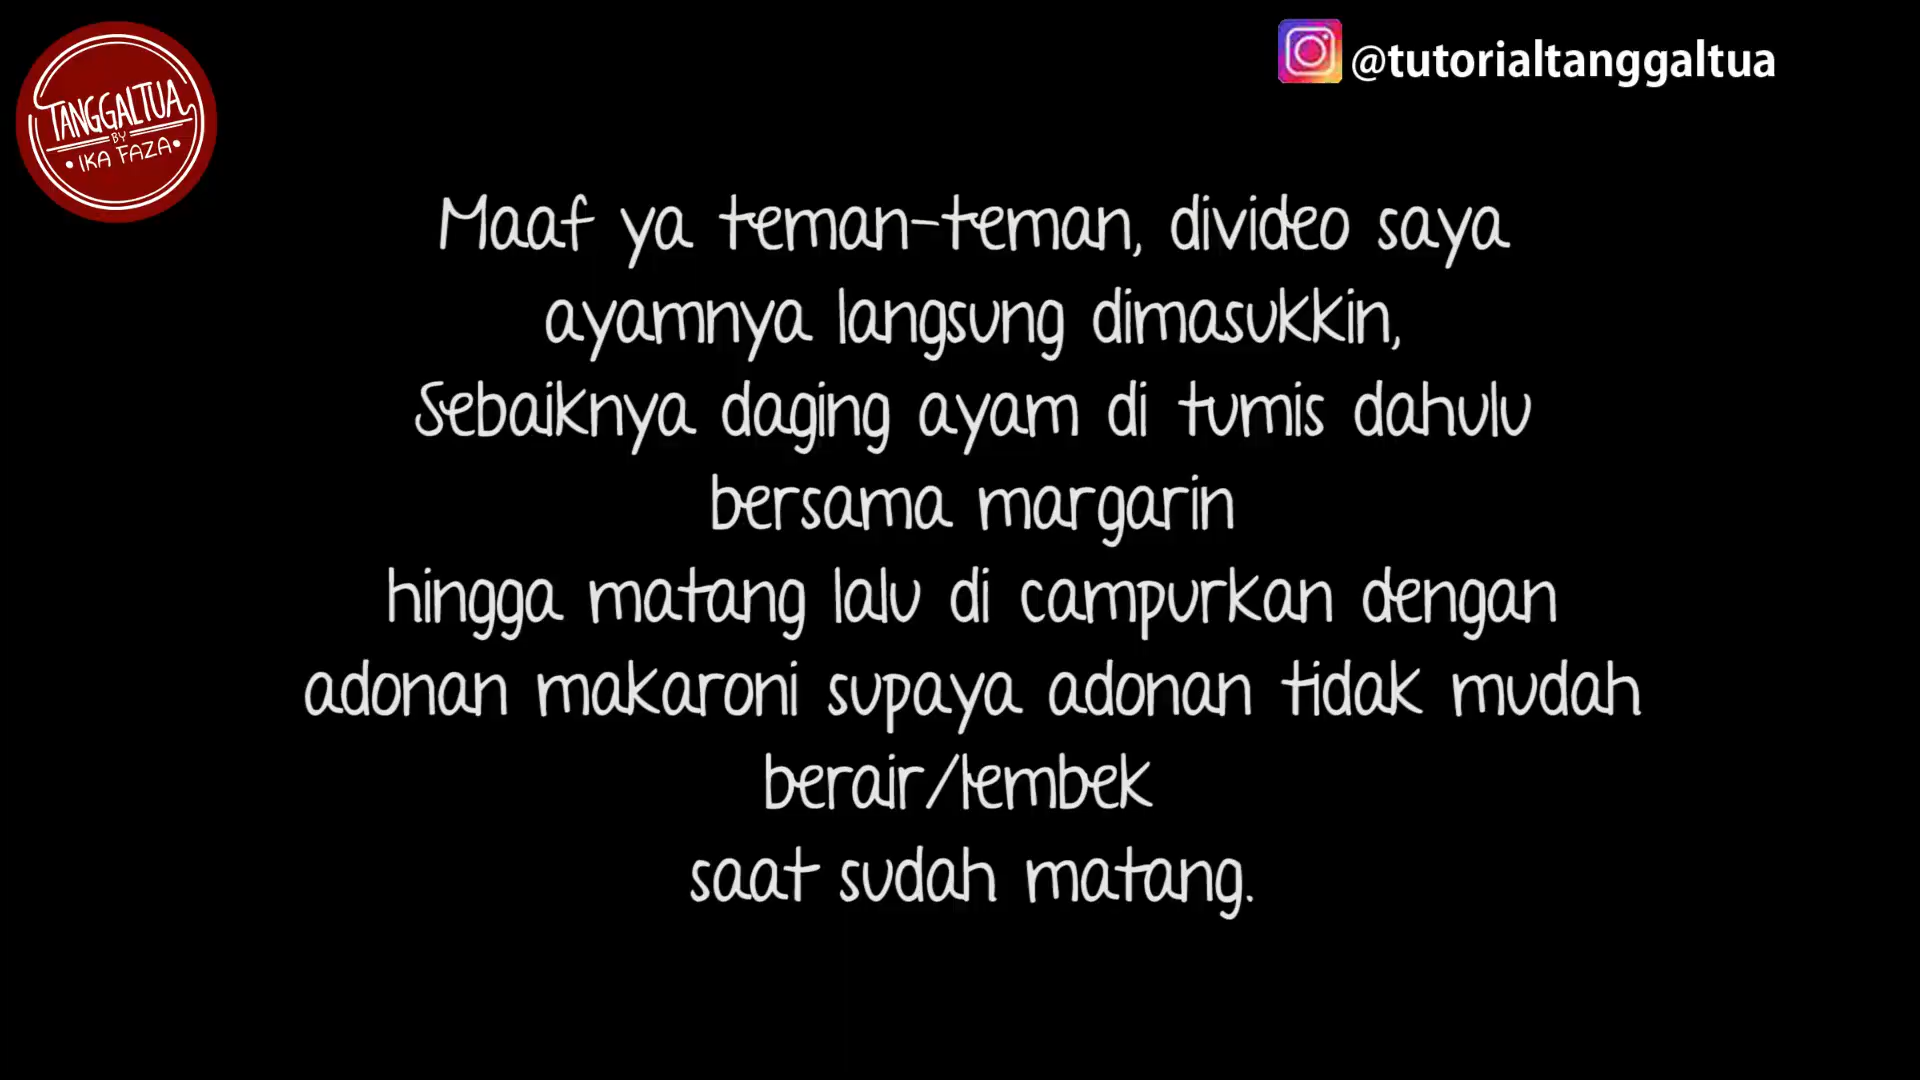 TANGGALTUA
BY
•IKA FAZA•
@tutorialtanggaltua
Maaf ya teman-teman, divideo saya
ayamnya langsung dimasukkin,
Sebaiknya daging ayam di tumis dahulu
bersama margarin
hingga matang lalu di campurkan dengan
adonan makaroni supaya adonan tidak mudah
berair/lembek
saat sudah matang.